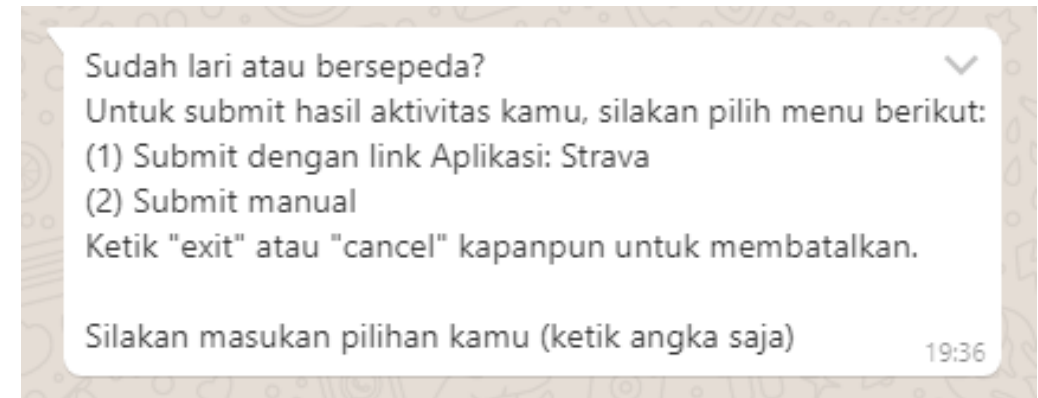 Sudah lari atau bersepeda?
Untuk submit hasil aktivitas kamu, silakan pilih menu berikut:
(1) Submit dengan link Aplikasi: Strava
(2) Submit manual
Ketik "exit" atau "cancel" kapanpun untuk membatalkan.
Silakan masukan pilihan kamu (ketik angka saja)
19:36